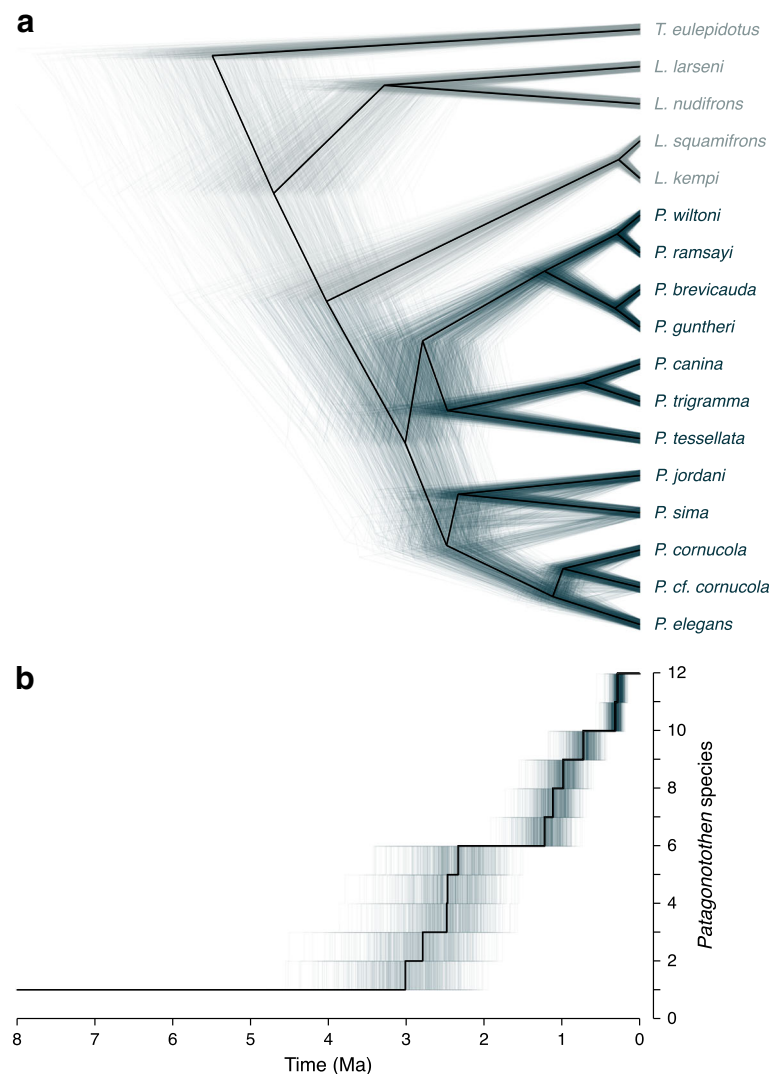 a
T. eulepidotus
L. larseni
L. nudifrons
L. squamifrons
L. kempi
P. wiltoni
P. ramsayi
P. brevicauda
P. guntheri
P. canina
P. trigramma
P. tessellata
P. jordani
P. sima
P. cornucola
P. cf. cornucola
P. elegans
b
12
10
8
6
4
2
0
Patagonotothen species
8 7 6 5 4 3 2 1 0
Time (Ma)